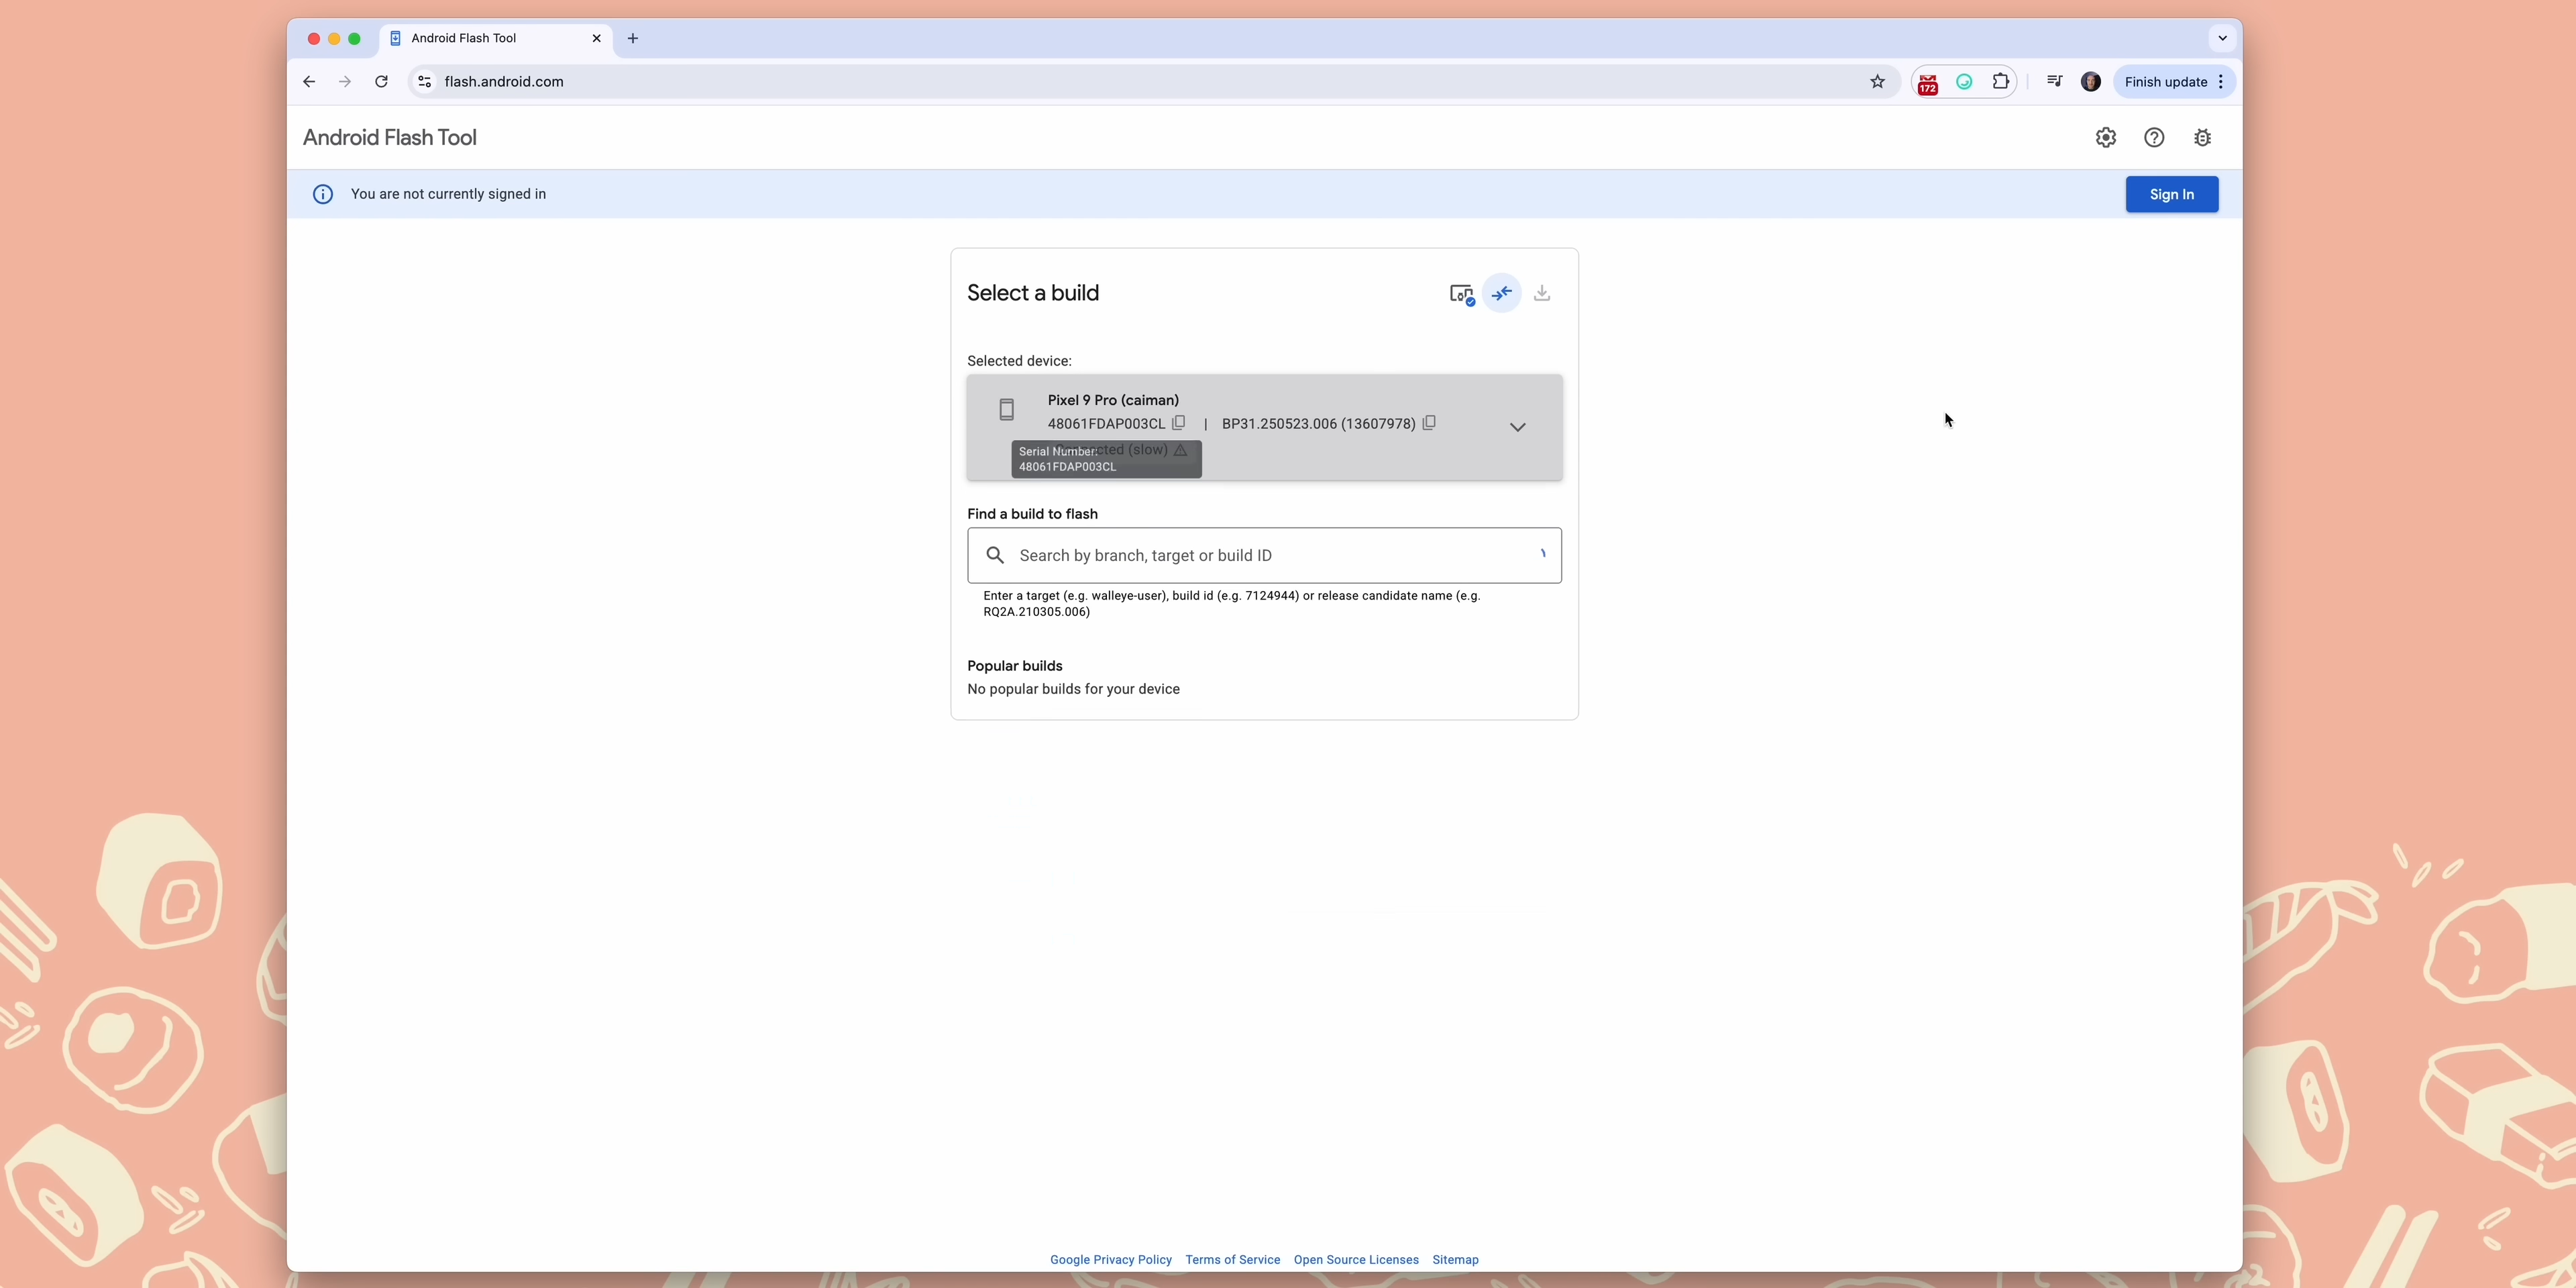 Android Flash Tool
flash.android.com
172
Finish update
Android Flash Tool
You are not currently signed in
Sign In
Select a build
Selected device:
Pixel 9 Pro (caiman)
48061FDAP003CL | BP31.250523.006 (13607978)
(slow)
Serial Number:
48061FDAP003CL
Find a build to flash
Search by branch, target or build ID
Enter a target (e.g. walleye-user), build id (e.g. 7124944) or release candidate name (e.g.
RQ2A.210305.006)
Popular builds
No popular builds for your device
Google Privacy Policy Terms of Service Open Source Licenses Sitemap